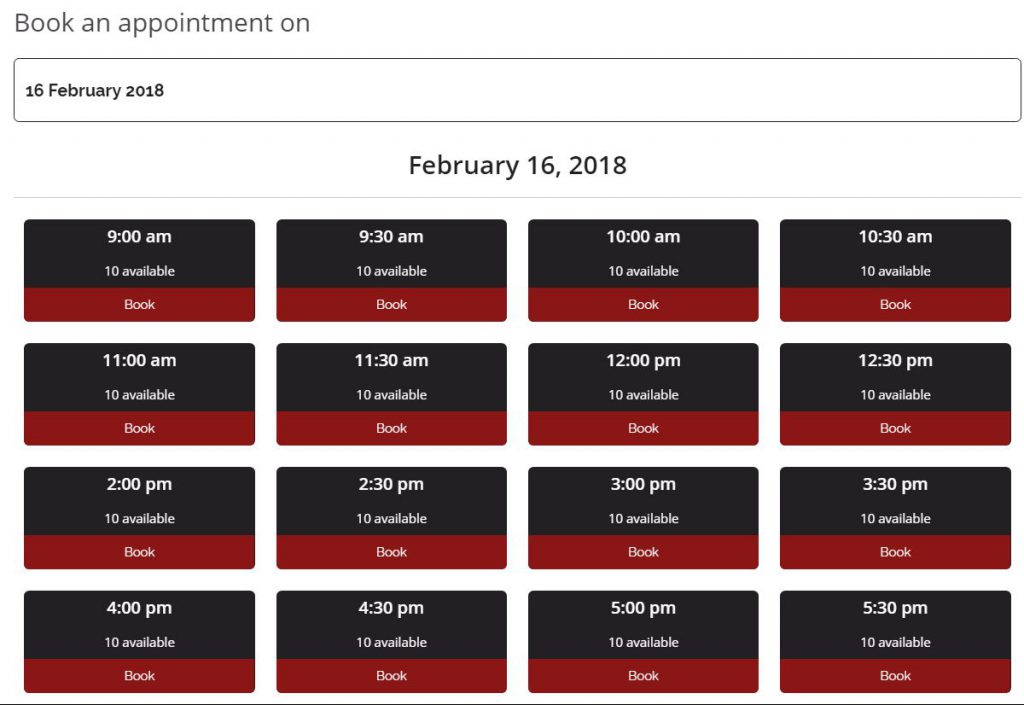 Book an appointment on
16 February 2018
February 16, 2018
9:00 am 9:30 am 10:00 am 10:30 am
10 available 10 available 10 available 10 available
Book Book Book Book
11:00 am 11:30 am 12:00 pm 12:30 pm
10 available 10 available 10 available 10 available
Book Book Book Book
2:00 pm 2:30 pm 3:00 pm 3:30 pm
10 available 10 available 10 available 10 available
Book Book Book Book
4:00 pm 4:30 pm 5:00 pm 5:30 pm
10 available 10 available 10 available 10 available
Book Book Book Book